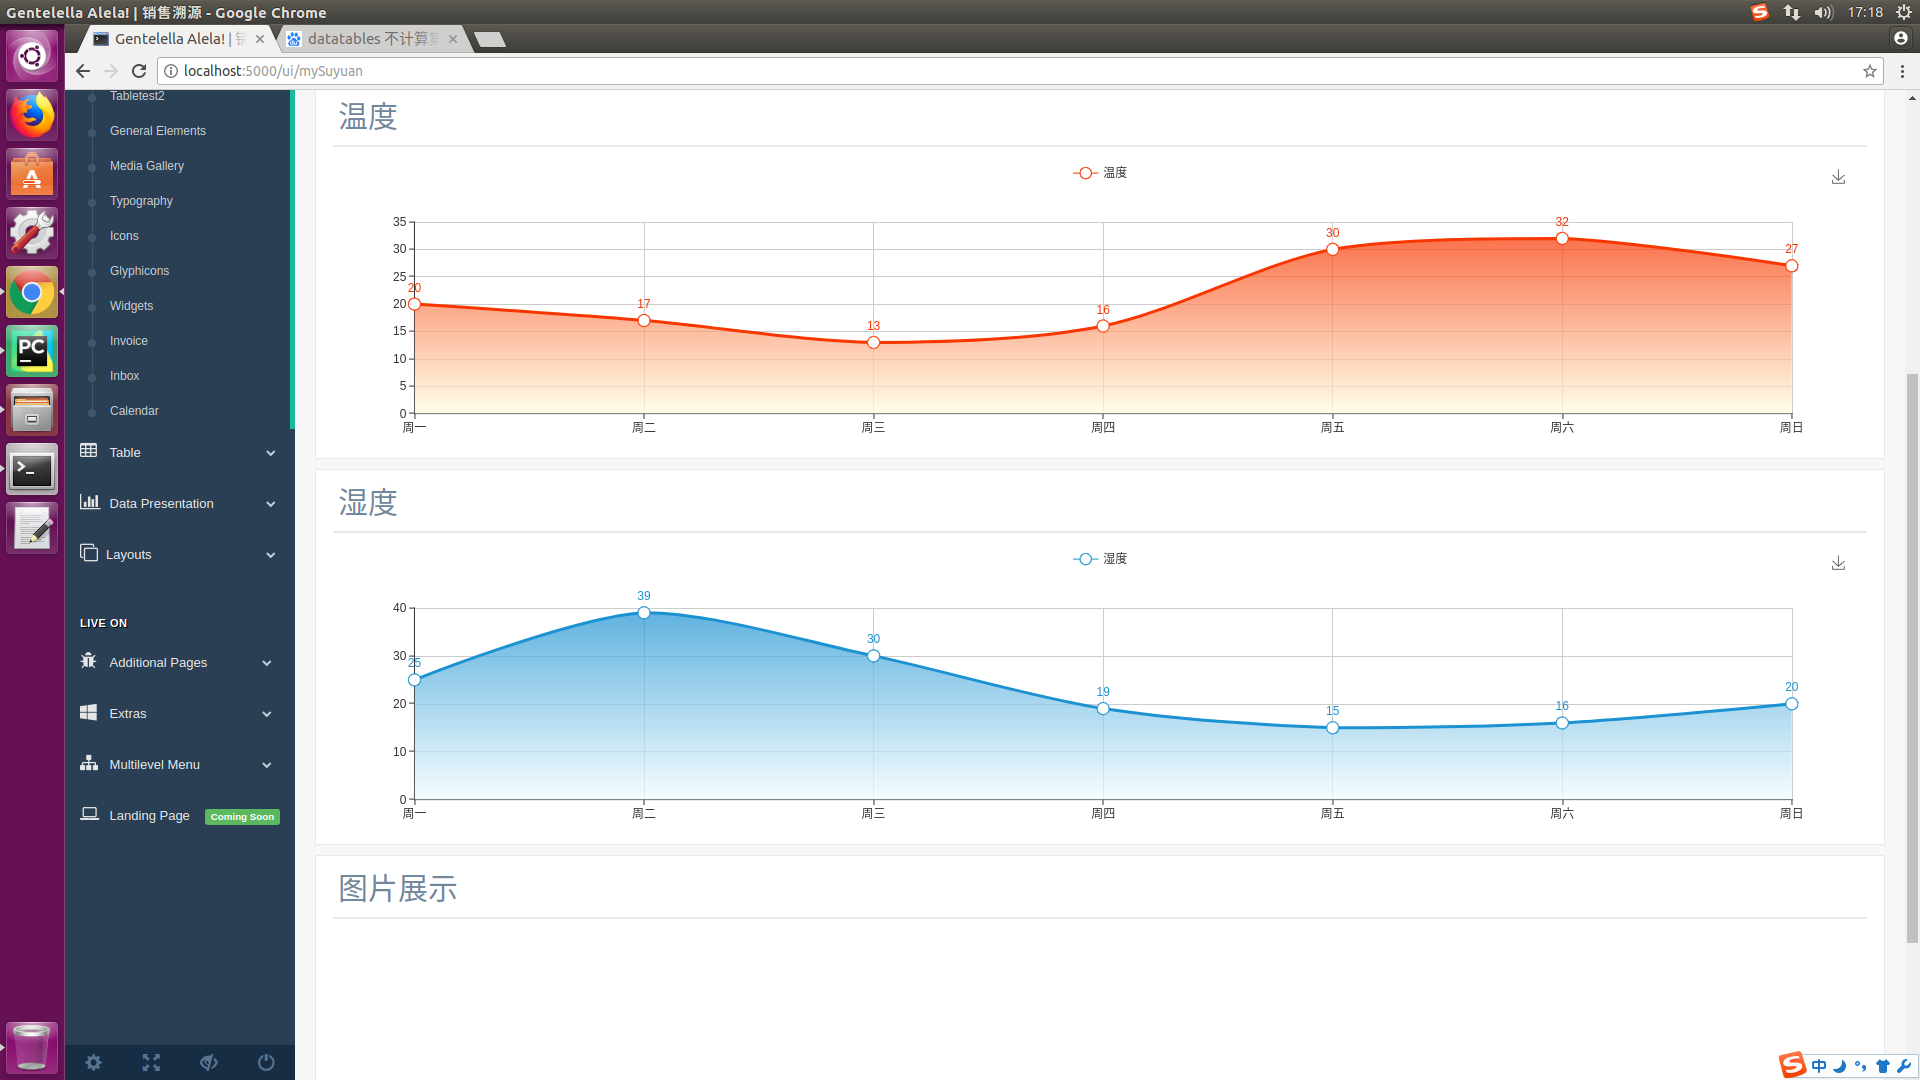 Gentelella Alela! | 销售溯源 - Google Chrome
17:18
Gentelella Alela! |
datatables 不计算
localhost:5000/ui/mySuyuan
Tabletest2
General Elements
Media Gallery
Typography
Icons
Glyphicons
Widgets
Invoice
Inbox
Calendar
Table
Data Presentation
Layouts
LIVE ON
Additional Pages
Extras
Multilevel Menu
Landing Page
Coming Soon
温度
温度
35
30
25
20
15
10
5
0
20
17
13
16
30
32
27
周一
周二
周三
周四
周五
周六
周日
湿度
湿度
40
30
20
10
0
25
39
30
19
15
16
20
周一
周二
周三
周四
周五
周六
周日
图片展示
PC
中